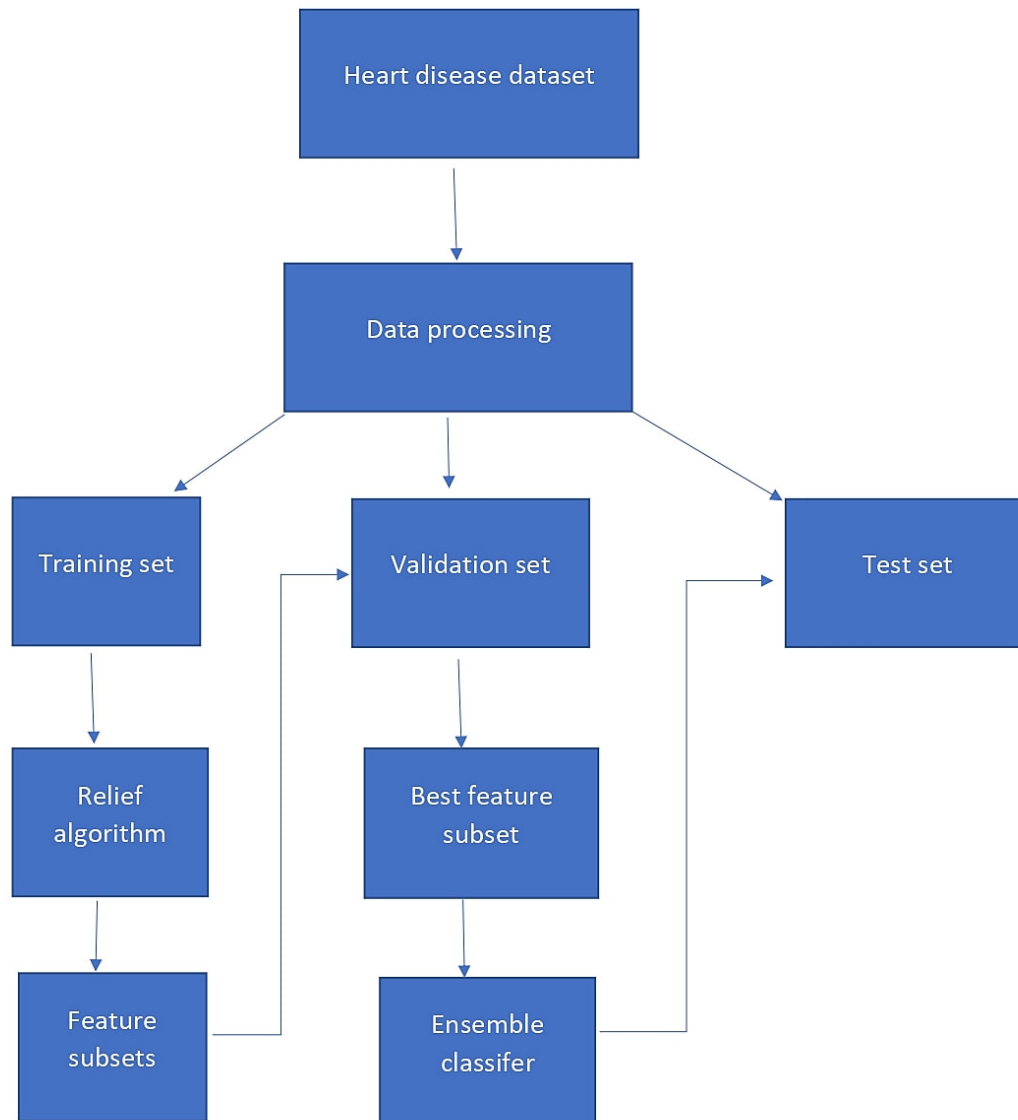 Heart disease dataset
Data processing
Training set
Validation set
Test set
Relief
algorithm
Best feature
subset
Feature
subsets
Ensemble
classifer